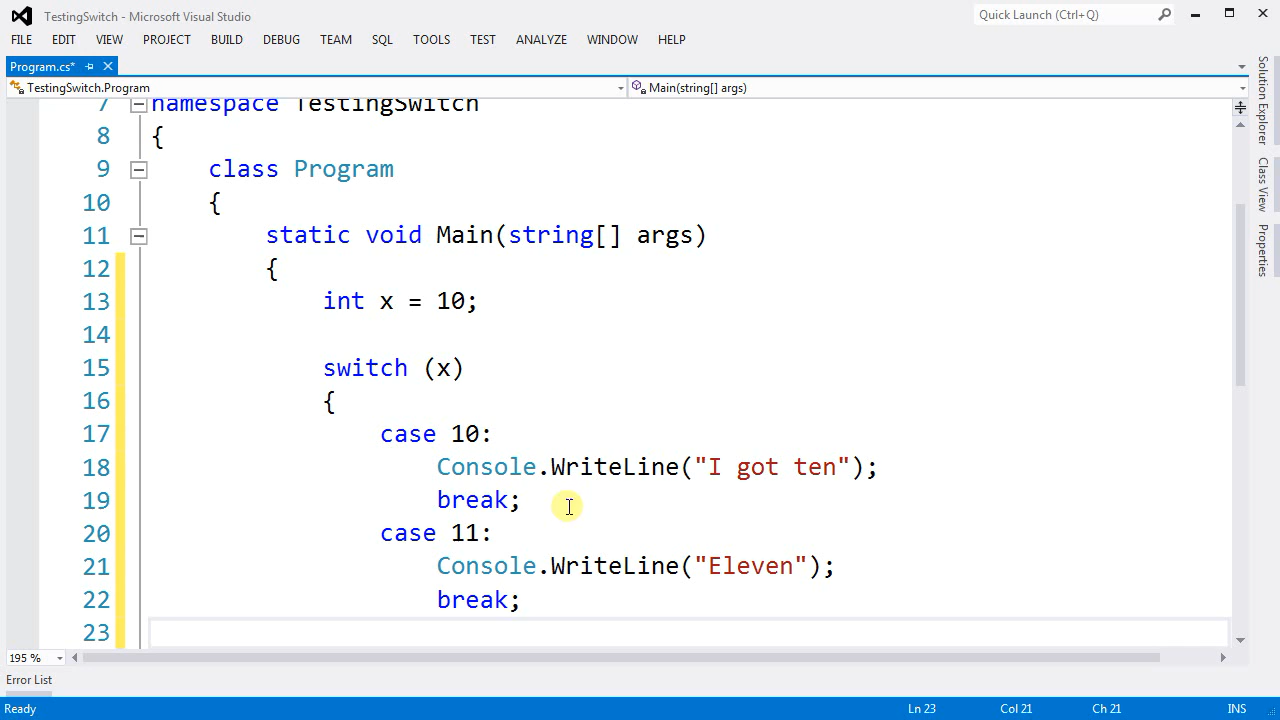 TestingSwitch - Microsoft Visual Studio
Quick Launch (Ctrl+Q)
FILE EDIT VIEW PROJECT BUILD DEBUG TEAM SQL TOOLS TEST ANALYZE WINDOW HELP
Program.cs*
TestingSwitch.Program
Main(string[] args)
7 namespace TestingSwitch
8 {
9 class Program
10 {
11 static void Main(string[] args)
12 {
13 int x = 10;
14
15 switch (x)
16 {
17 case 10:
18 Console.WriteLine("I got ten");
19 break;
20 case 11:
21 Console.WriteLine("Eleven");
22 break;
23
195 %
Error List
Ready
Ln 23 Col 21 Ch 21 INS
Solution Explorer
Class View
Properties